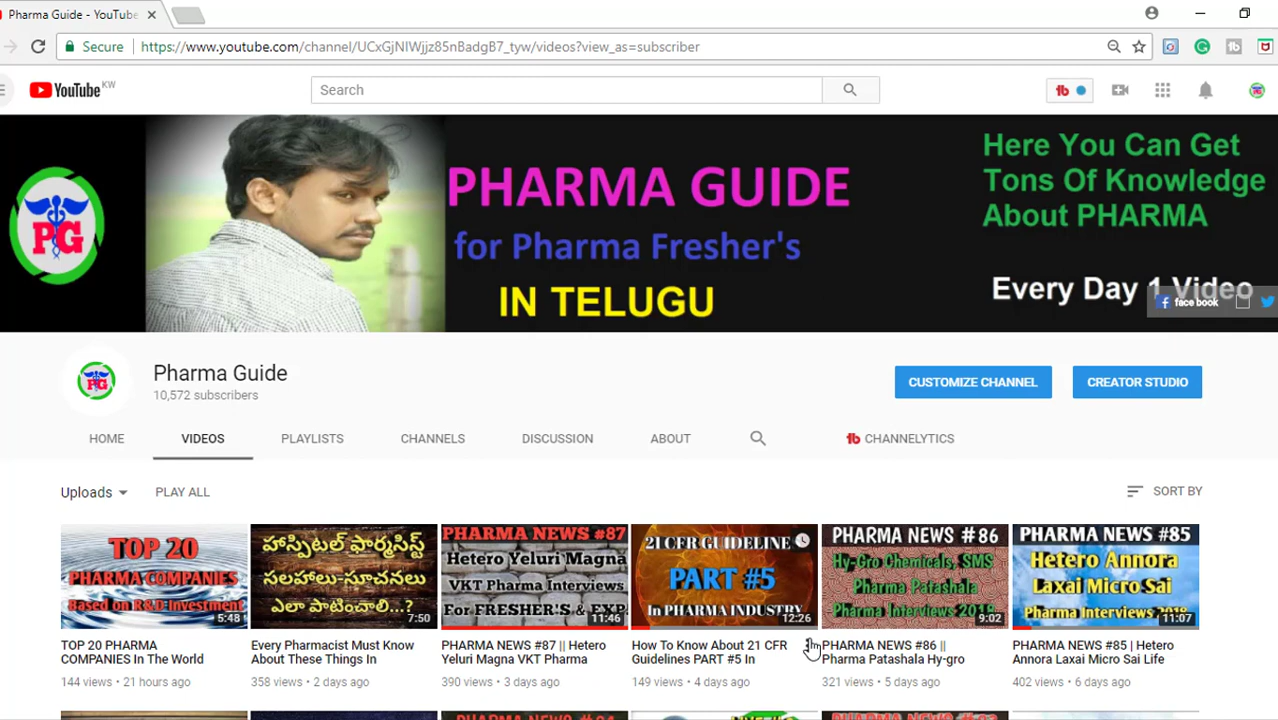 Pharma Guide - YouTube
Secure https://www.youtube.com/channel/UCxGjNIWjjz85nBadgB7_tyw/videos?view_as=subscriber
YouTube KW
Search
PG
PHARMA GUIDE
for Pharma Fresher's
IN TELUGU
Here You Can Get
Tons Of Knowledge
About PHARMA
Every Day 1 Video
face book
PG
Pharma Guide
10,572 subscribers
CUSTOMIZE CHANNEL
CREATOR STUDIO
HOME VIDEOS PLAYLISTS CHANNELS DISCUSSION ABOUT CHANNELYTICS
Uploads PLAY ALL SORT BY
TOP 20
PHARMA COMPANIES
Based on R&D Investment
5:48
TOP 20 PHARMA
COMPANIES In The World
144 views • 21 hours ago
హాస్పిటల్ ఫార్మసిస్ట్
సలహాలు-సూచనలు
ఎలా పాటించాలి...?
7:50
Every Pharmacist Must Know
About These Things In
358 views • 2 days ago
PHARMA NEWS #87
Hetero Yeluri Magna
VKT Pharma Interviews
For FRESHER'S & EXP
11:46
PHARMA NEWS #87 || Hetero
Yeluri Magna VKT Pharma
390 views • 3 days ago
21 CFR GUIDELINE
PART #5
In PHARMA INDUSTRY
12:26
How To Know About 21 CFR
Guidelines PART #5 In
149 views • 4 days ago
PHARMA NEWS #86
Hy-Gro Chemicals, SMS
Pharma Patashala
Pharma Interviews 2018
9:02
PHARMA NEWS #86 ||
Pharma Patashala Hy-gro
321 views • 5 days ago
PHARMA NEWS #85
Hetero Annora
Laxai Micro Sai
Pharma Interviews 2018
11:07
PHARMA NEWS #85 | Hetero
Annora Laxai Micro Sai Life
402 views • 6 days ago